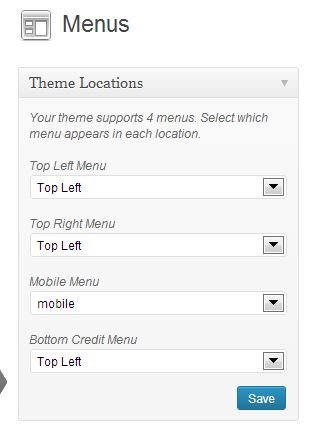 Menus
Theme Locations
Your theme supports 4 menus. Select which
menu appears in each location.
Top Left Menu
Top Left
Top Right Menu
Top Left
Mobile Menu
mobile
Bottom Credit Menu
Top Left
Save